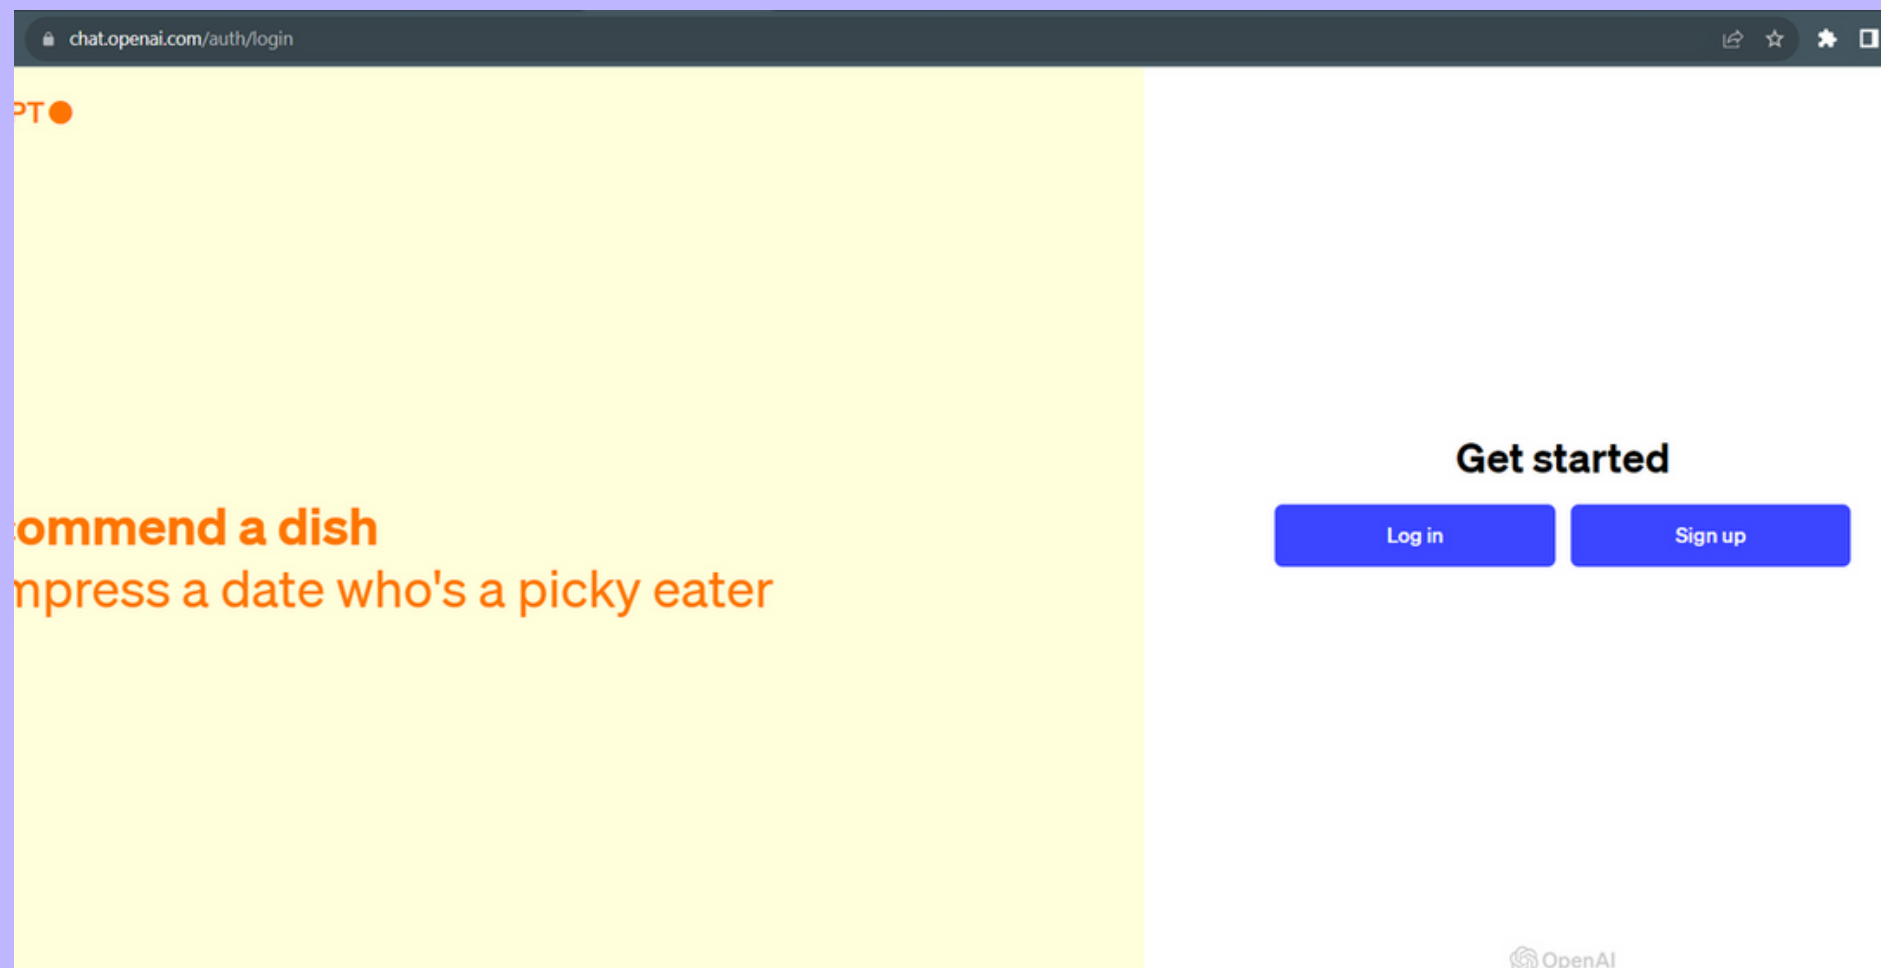 chat.openai.com/auth/login
PT
ommend a dish
mpress a date who's a picky eater
Get started
Log in
Sign up
OpenAI